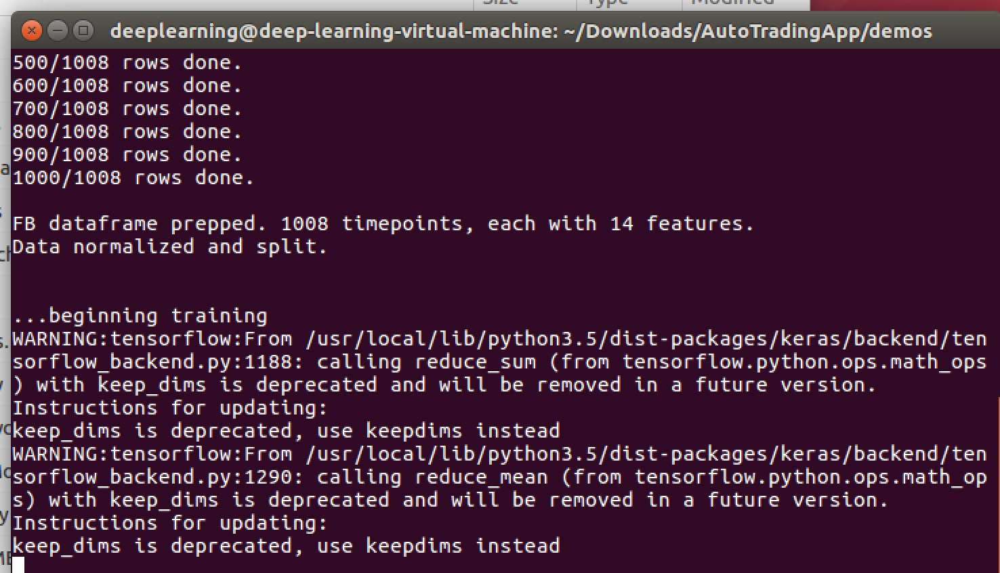 Size Type Modified
deeplearning@deep-learning-virtual-machine: ~/Downloads/AutoTradingApp/demos
500/1008 rows done.
600/1008 rows done.
700/1008 rows done.
800/1008 rows done.
900/1008 rows done.
1000/1008 rows done.
FB dataframe prepped. 1008 timepoints, each with 14 features.
Data normalized and split.
...beginning training
WARNING:tensorflow:From /usr/local/lib/python3.5/dist-packages/keras/backend/ten
sorflow_backend.py:1188: calling reduce_sum (from tensorflow.python.ops.math_ops
) with keep_dims is deprecated and will be removed in a future version.
Instructions for updating:
keep_dims is deprecated, use keepdims instead
WARNING:tensorflow:From /usr/local/lib/python3.5/dist-packages/keras/backend/ten
sorflow_backend.py:1290: calling reduce_mean (from tensorflow.python.ops.math_op
s) with keep_dims is deprecated and will be removed in a future version.
Instructions for updating:
keep_dims is deprecated, use keepdims instead